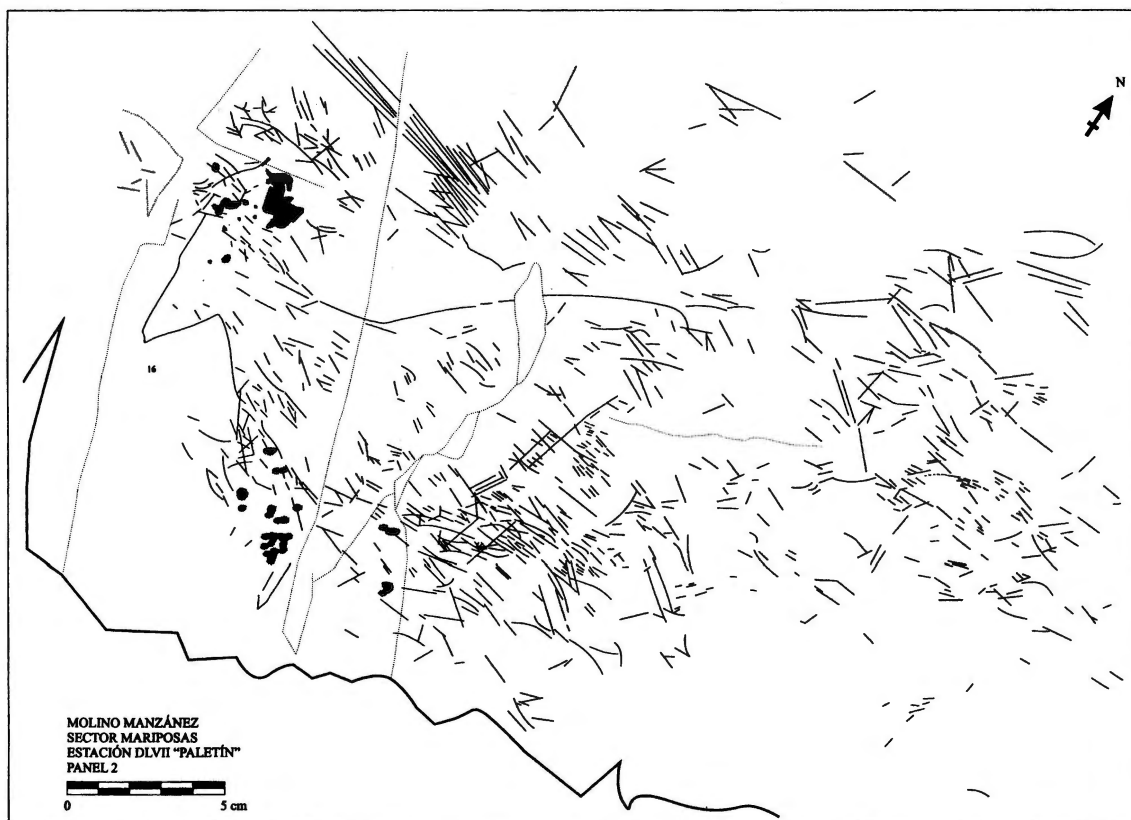 N
16
MOLINO MANZÁNEZ
SECTOR MARIPOSAS
ESTACIÓN DLVII “PALETÍN”
PANEL 2
0 5 cm